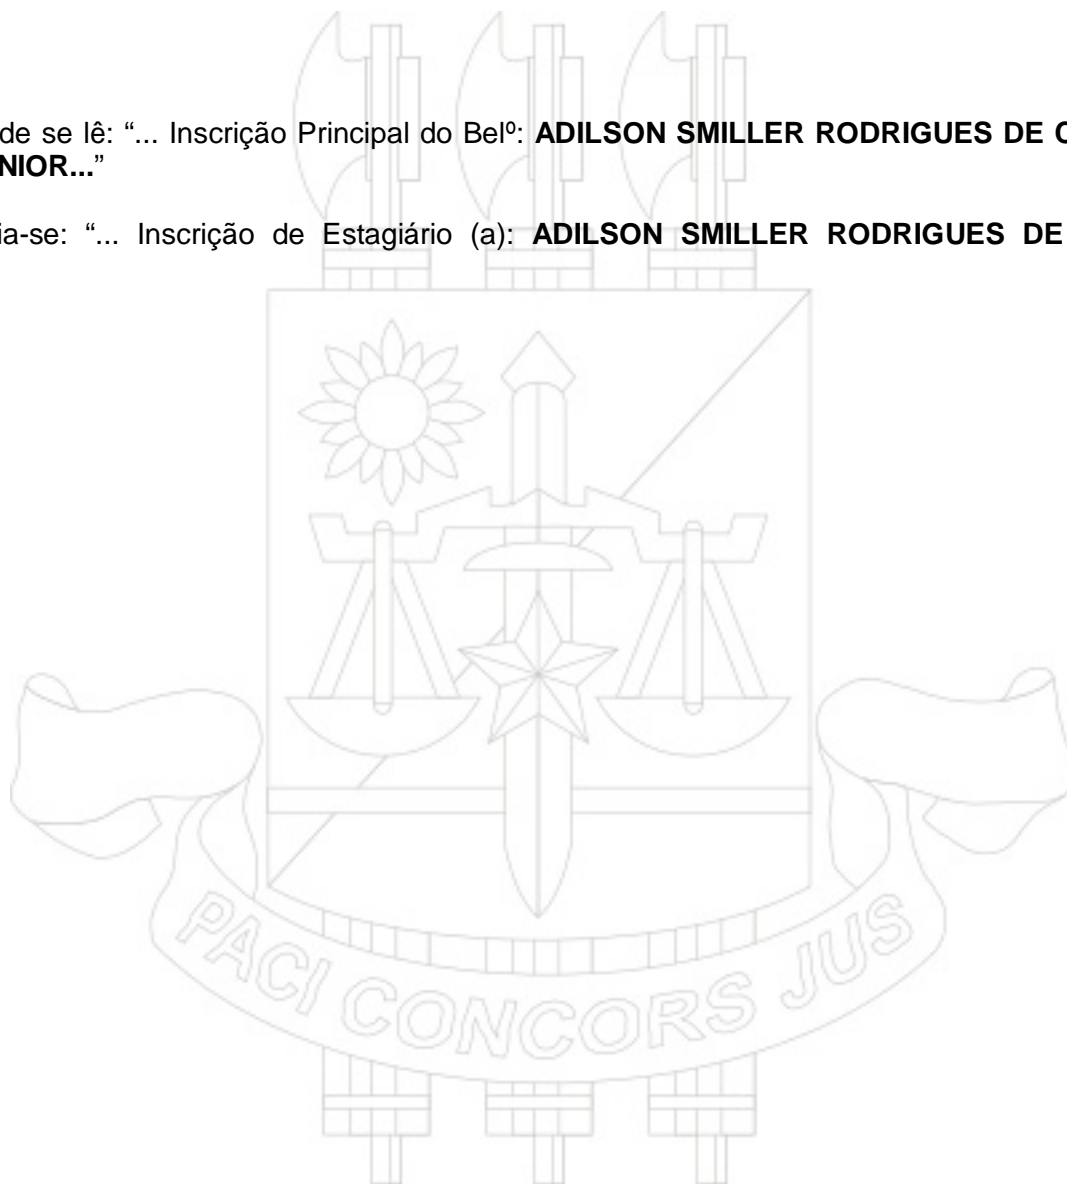 de se lê: “... Inscrição Principal do Belº: ADILSON SMILLER RODRIGUES DE
NIOR...”
ia-se: “... Inscrição de Estagiário (a): ADILSON SMILLER RODRIGUES DE
PACI CONCORS JUS